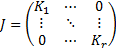 J = ( K₁ ⋯ 0
⋮ ⋱ ⋮
0 ⋯ Kᵣ )